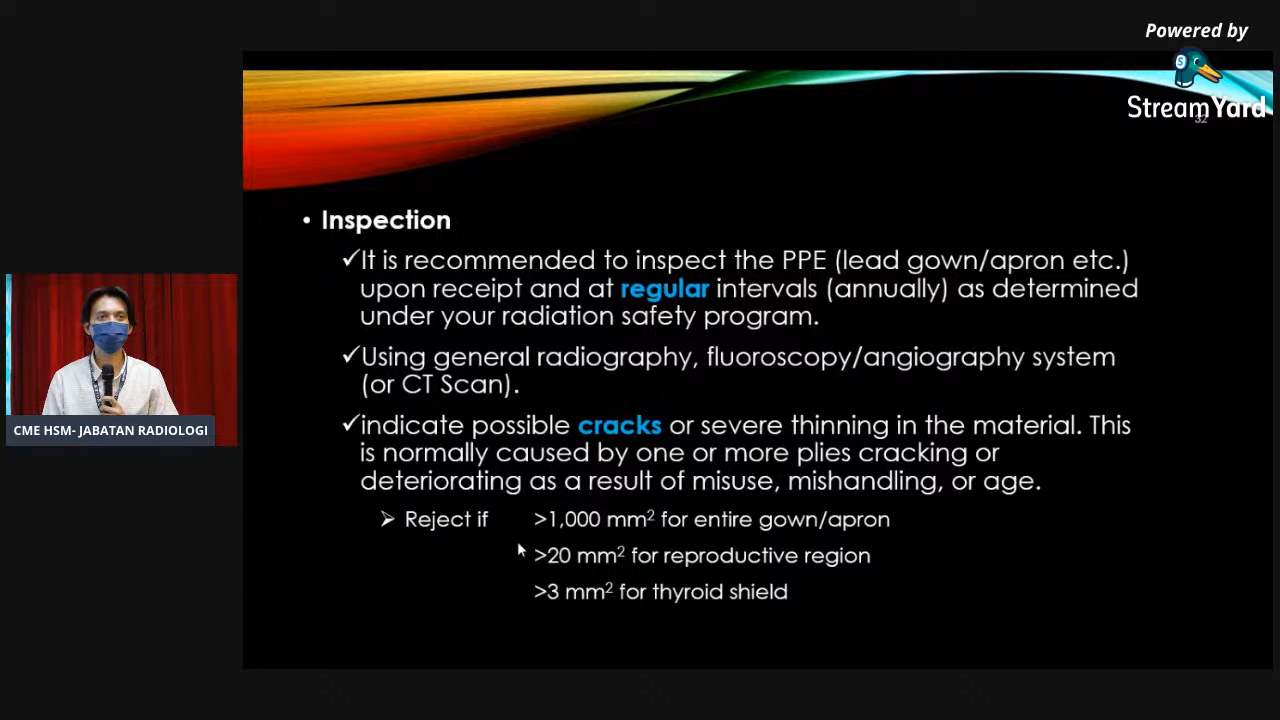 Powered by
StreamYard
32
• Inspection
✓It is recommended to inspect the PPE (lead gown/apron etc.)
upon receipt and at regular intervals (annually) as determined
under your radiation safety program.
✓Using general radiography, fluoroscopy/angiography system
(or CT Scan).
✓indicate possible cracks or severe thinning in the material. This
is normally caused by one or more plies cracking or
deteriorating as a result of misuse, mishandling, or age.
➢ Reject if >1,000 mm² for entire gown/apron
>20 mm² for reproductive region
>3 mm² for thyroid shield
CME HSM- JABATAN RADIOLOGI